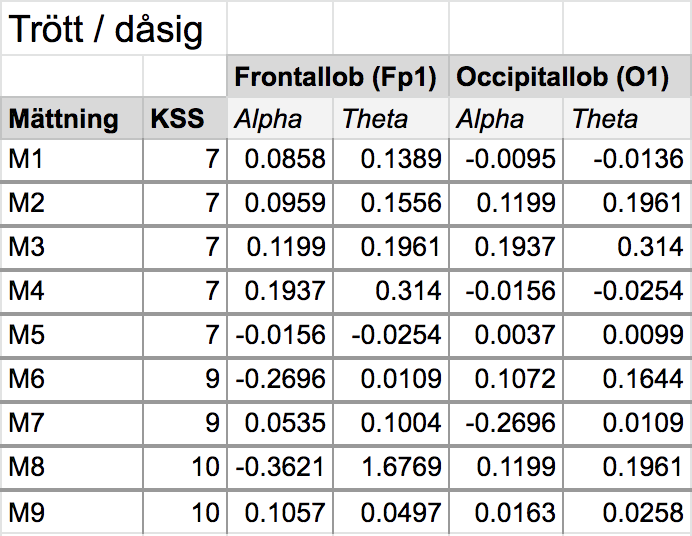 Trött / dåsig
Frontallob (Fp1) Occipitallob (O1)
Mättning KSS Alpha Theta Alpha Theta
M1 7 0.0858 0.1389 -0.0095 -0.0136
M2 7 0.0959 0.1556 0.1199 0.1961
M3 7 0.1199 0.1961 0.1937 0.314
M4 7 0.1937 0.314 -0.0156 -0.0254
M5 7 -0.0156 -0.0254 0.0037 0.0099
M6 9 -0.2696 0.0109 0.1072 0.1644
M7 9 0.0535 0.1004 -0.2696 0.0109
M8 10 -0.3621 1.6769 0.1199 0.1961
M9 10 0.1057 0.0497 0.0163 0.0258